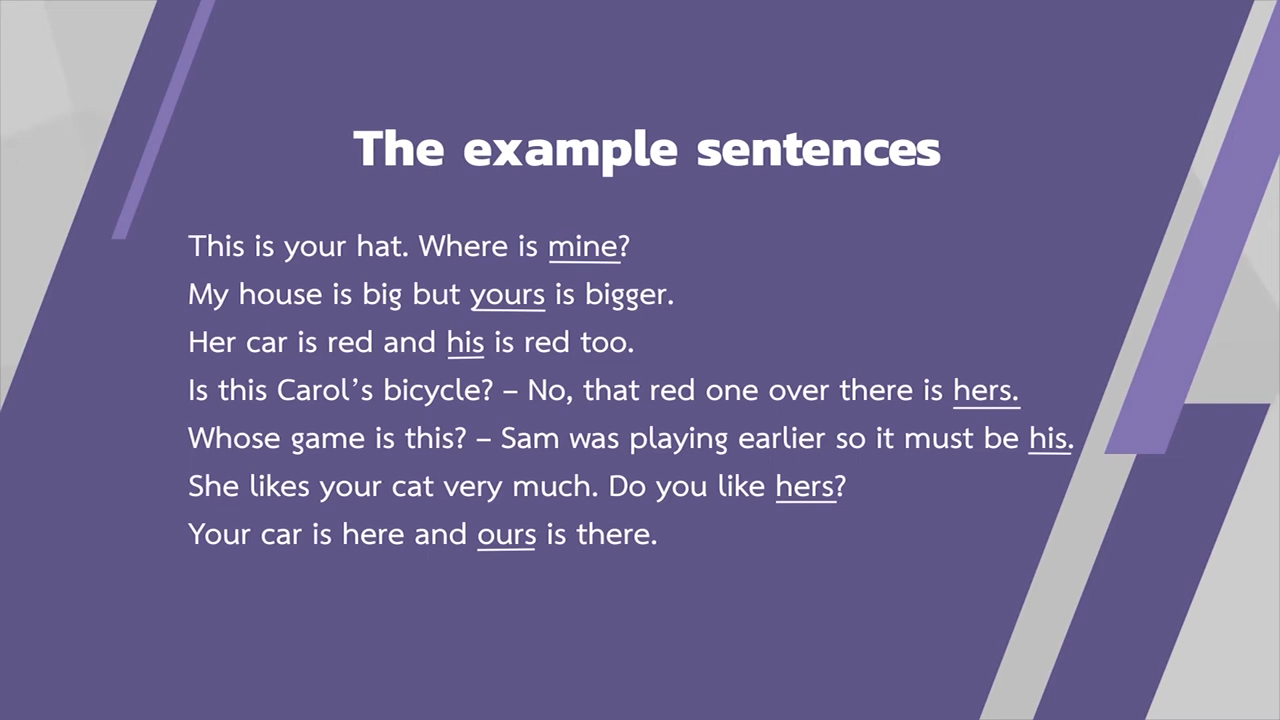 The example sentences
This is your hat. Where is mine?
My house is big but yours is bigger.
Her car is red and his is red too.
Is this Carol’s bicycle? – No, that red one over there is hers.
Whose game is this? – Sam was playing earlier so it must be his.
She likes your cat very much. Do you like hers?
Your car is here and ours is there.